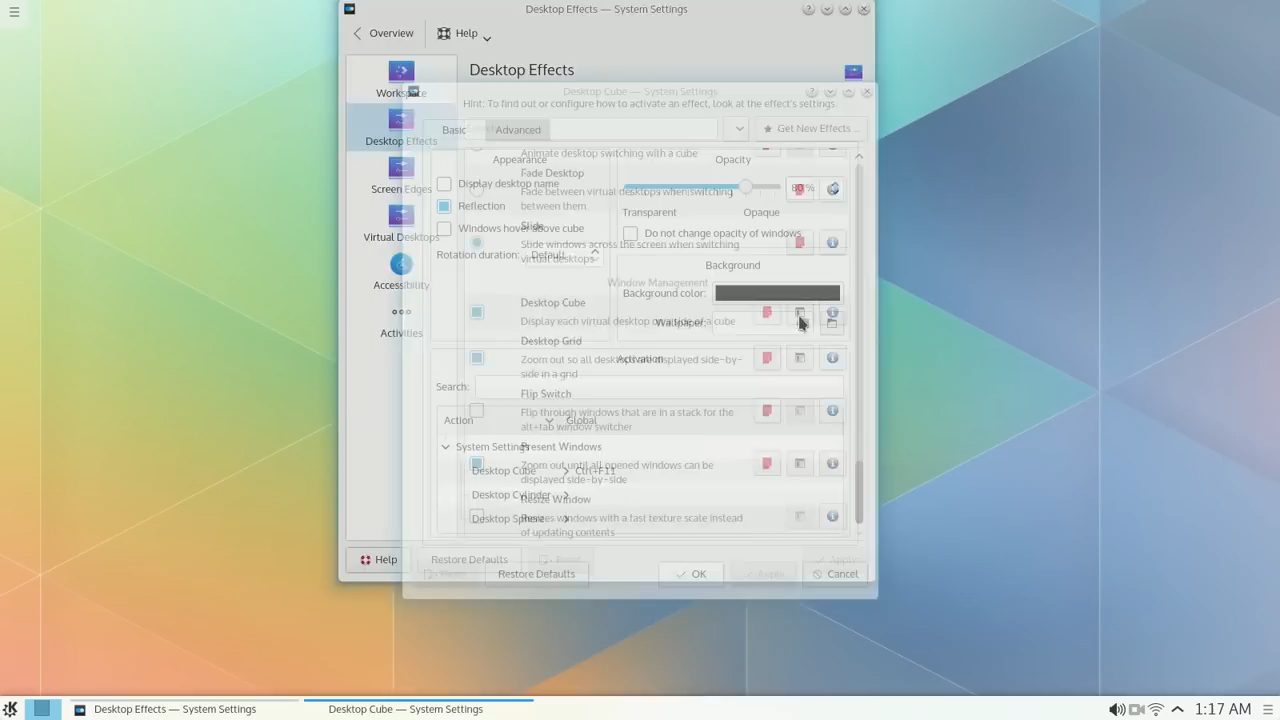 Desktop Effects — System Settings
Overview
Help
Desktop Effects
Workspace
Desktop Cube — System Settings
Hint: To find out or configure how to activate an effect, look at the effect's settings.
Basic
Advanced
Get New Effects ...
Desktop Effects
Screen Edges
Virtual Desktops
Accessibility
Activities
Animate desktop switching with a cube
Appearance
Opacity
Fade Desktop
Display desktop name
Fade between virtual desktops when switching
between them
80 %
Reflection
Transparent
Opaque
Slide
Windows hover above cube
Do not change opacity of windows
Slide windows across the screen when switching
virtual desktops
Rotation duration:
Default
Background
Window Management
Background color:
Desktop Cube
Display each virtual desktop on a side of a cube
Wallpaper:
Desktop Grid
Zoom out so all desktops are displayed side-by-
side in a grid
Activation
Search:
Flip Switch
Flip through windows that are in a stack for the
alt+tab window switcher
Action
Global
System Settings
Present Windows
Zoom out until all opened windows can be
displayed side-by-side
Desktop Cube
Ctrl+F11
Desktop Cylinder
Resize Window
Desktop Sphere
Resizes windows with a fast texture scale instead
of updating contents
Help
Restore Defaults
Reset
Apply
Reset
Restore Defaults
OK
Apply
Cancel
Desktop Effects — System Settings
Desktop Cube — System Settings
1:17 AM